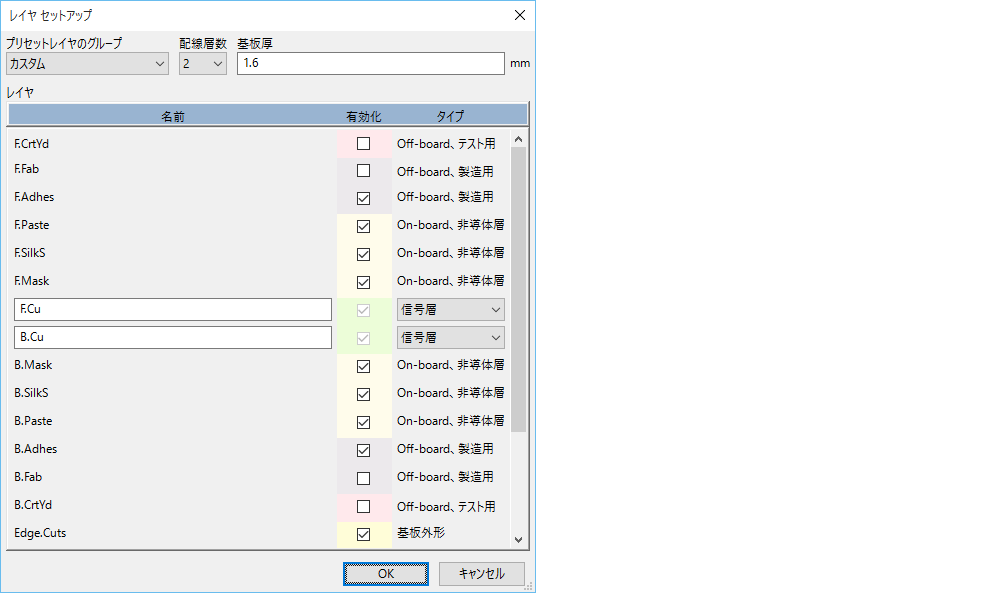 レイヤ セットアップ
プリセットレイヤのグループ 配線層数 基板厚
カスタム 2 1.6 mm
レイヤ
名前 有効化 タイプ
F.CrtYd Off-board、テスト用
F.Fab Off-board、製造用
F.Adhes Off-board、製造用
F.Paste On-board、非導体層
F.SilkS On-board、非導体層
F.Mask On-board、非導体層
F.Cu 信号層
B.Cu 信号層
B.Mask On-board、非導体層
B.SilkS On-board、非導体層
B.Paste On-board、非導体層
B.Adhes Off-board、製造用
B.Fab Off-board、製造用
B.CrtYd Off-board、テスト用
Edge.Cuts 基板外形
OK キャンセル